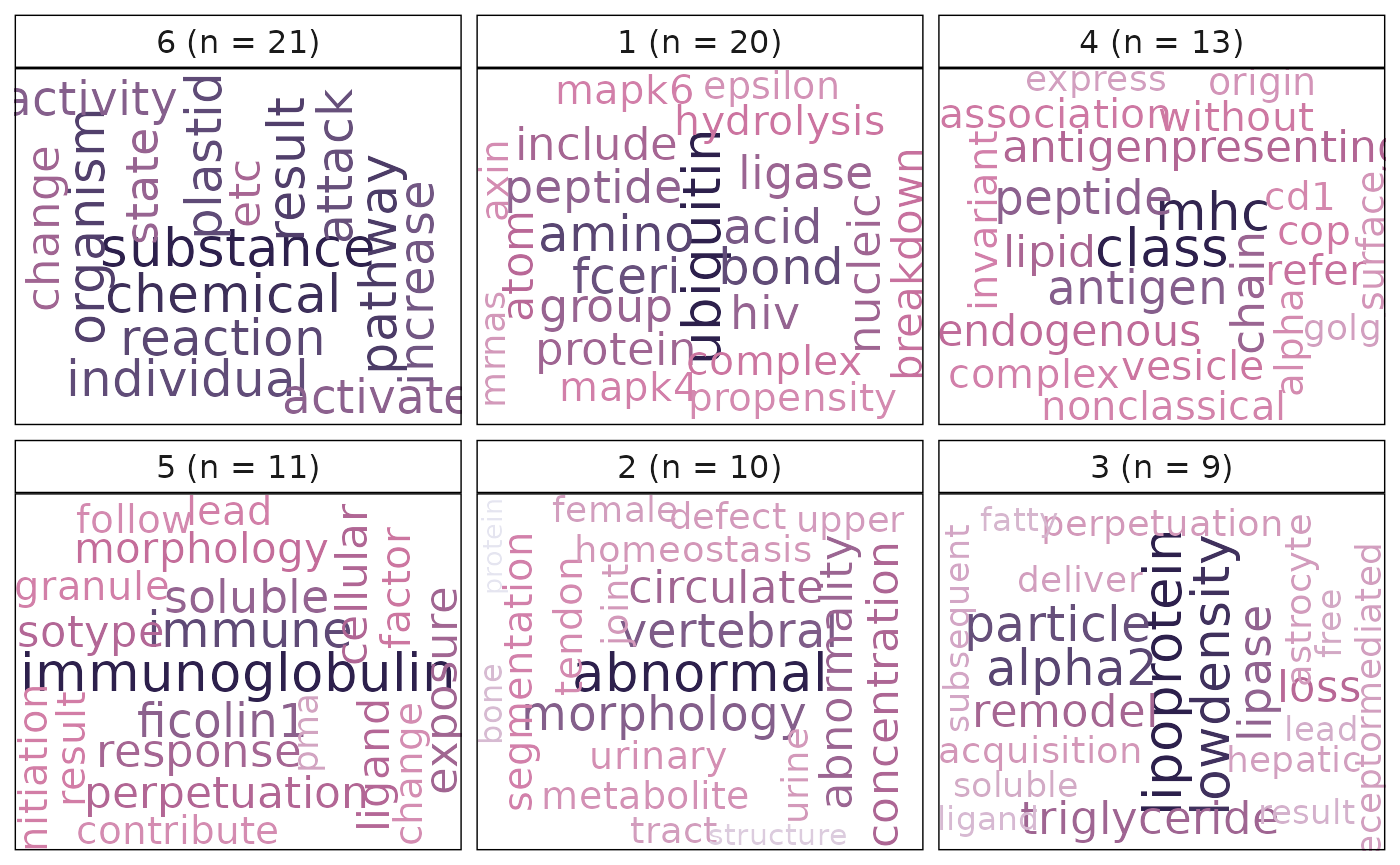 6 (n = 21)
activity
plastid
result
attack
organism
state
change
etc
pathway
increase
substance
chemical
reaction
individual
activate
1 (n = 20)
mapk6
epsilon
hydrolysis
include
ubiquitin
axin
peptide
ligase
breakdown
amino
acid
nucleic
atom
fceri
bond
group
hiv
mrnas
protein
complex
mapk4
propensity
4 (n = 13)
express
origin
association
without
antigenpresenting
invariant
peptide
mhc
cd1
surface
cop
lipid
class
chain
refer
antigen
alpha
golg
endogenous
complex
vesicle
nonclassical
5 (n = 11)
follow
lead
morphology
cellular
factor
granule
soluble
sotype
immune
exposure
immunoglobulin
initiation
result
ficolin1
pma
ligand
change
response
perpetuation
contribute
2 (n = 10)
protein
female
defect
upper
homeostasis
segmentation
tendon
joint
circulate
abnormality
concentration
vertebral
abnormal
bone
morphology
urinary
urine
metabolite
tract
structure
3 (n = 9)
fatty
perpetuation
subsequent
lipoprotein
lowdensity
astrocyte
free
eceptormediated
deliver
particle
lipase
alpha2
loss
remodel
lead
acquisition
hepatic
soluble
ligand
triglyceride
result